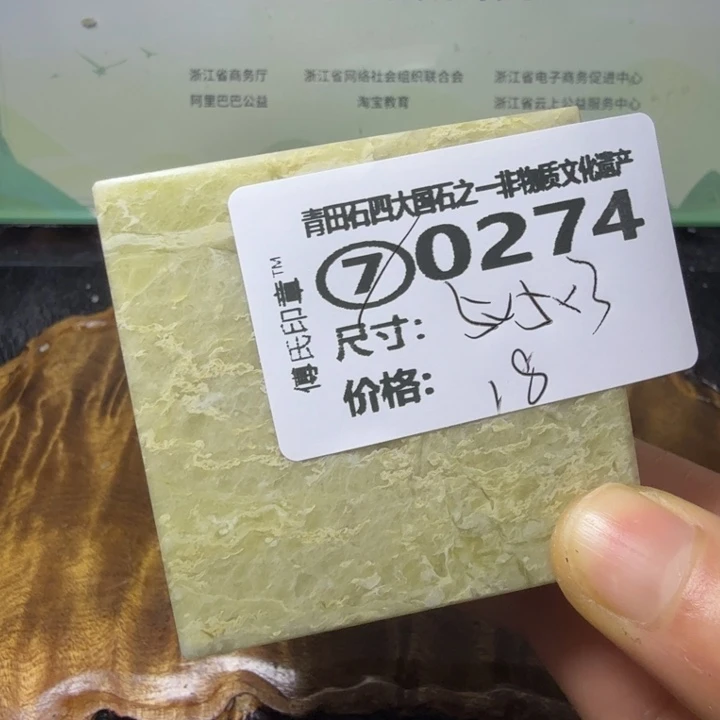 浙江省商务厅 浙江省网络社会组织联合会 浙江省电子商务促进中心
阿里巴巴公益 淘宝教育 浙江省云上公益服务中心
青田石四大国石之一非物质文化遗产
⑦0274
傅氏印章™
尺寸: 5×5×3
价格: 18